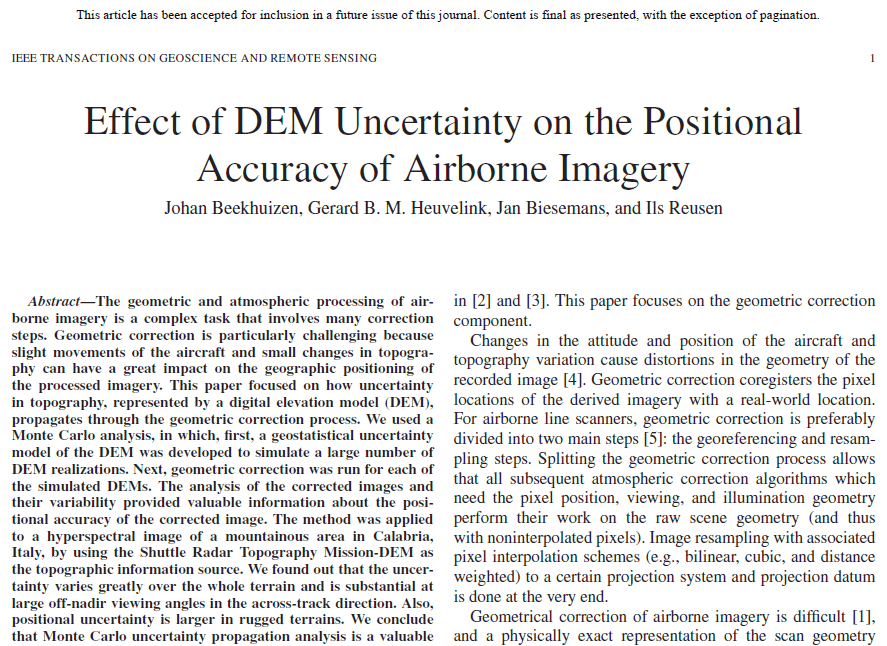 This article has been accepted for inclusion in a future issue of this journal. Content is final as presented, with the exception of pagination.
IEEE TRANSACTIONS ON GEOSCIENCE AND REMOTE SENSING
1
Effect of DEM Uncertainty on the Positional
Accuracy of Airborne Imagery
Johan Beekhuizen, Gerard B. M. Heuvelink, Jan Biesemans, and Ils Reusen
Abstract—The geometric and atmospheric processing of air-
borne imagery is a complex task that involves many correction
steps. Geometric correction is particularly challenging because
slight movements of the aircraft and small changes in topogra-
phy can have a great impact on the geographic positioning of
the processed imagery. This paper focused on how uncertainty
in topography, represented by a digital elevation model (DEM),
propagates through the geometric correction process. We used a
Monte Carlo analysis, in which, first, a geostatistical uncertainty
model of the DEM was developed to simulate a large number of
DEM realizations. Next, geometric correction was run for each of
the simulated DEMs. The analysis of the corrected images and
their variability provided valuable information about the posi-
tional accuracy of the corrected image. The method was applied
to a hyperspectral image of a mountainous area in Calabria,
Italy, by using the Shuttle Radar Topography Mission-DEM as
the topographic information source. We found out that the uncer-
tainty varies greatly over the whole terrain and is substantial at
large off-nadir viewing angles in the across-track direction. Also,
positional uncertainty is larger in rugged terrains. We conclude
that Monte Carlo uncertainty propagation analysis is a valuable
in [2] and [3]. This paper focuses on the geometric correction
component.
Changes in the attitude and position of the aircraft and
topography variation cause distortions in the geometry of the
recorded image [4]. Geometric correction coregisters the pixel
locations of the derived imagery with a real-world location.
For airborne line scanners, geometric correction is preferably
divided into two main steps [5]: the georeferencing and resam-
pling steps. Splitting the geometric correction process allows
that all subsequent atmospheric correction algorithms which
need the pixel position, viewing, and illumination geometry
perform their work on the raw scene geometry (and thus
with noninterpolated pixels). Image resampling with associated
pixel interpolation schemes (e.g., bilinear, cubic, and distance
weighted) to a certain projection system and projection datum
is done at the very end.
Geometrical correction of airborne imagery is difficult [1],
and a physically exact representation of the scan geometry